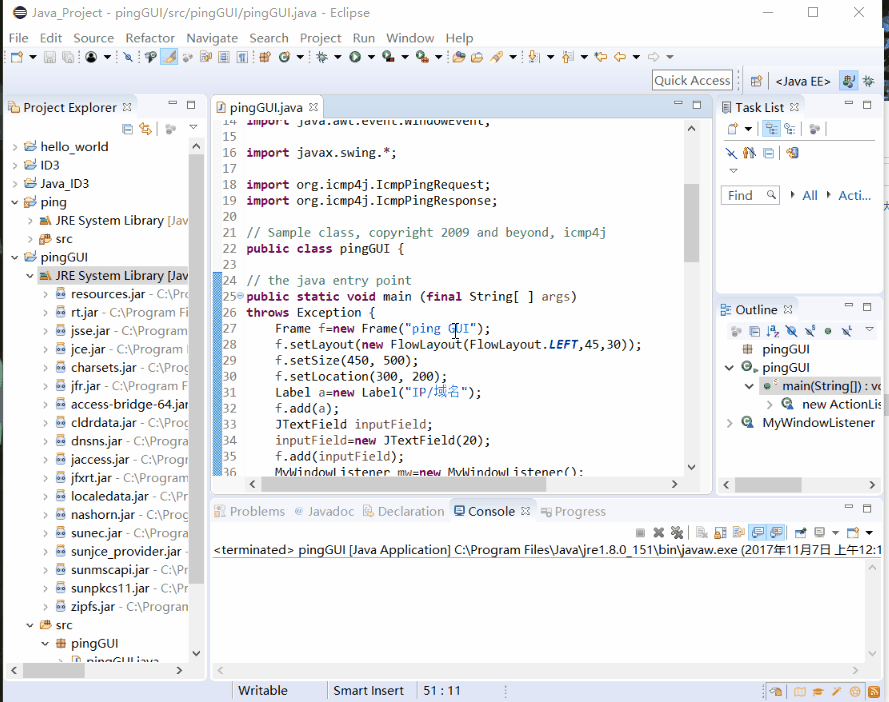 Java_Project - pingGUI/src/pingGUI/pingGUI.java - Eclipse
File Edit Source Refactor Navigate Search Project Run Window Help
Quick Access
<Java EE>
Project Explorer
hello_world
ID3
Java_ID3
ping
JRE System Library [Jav
src
pingGUI
JRE System Library [Jav
resources.jar - C:\Pro
rt.jar - C:\Program Fi
jsse.jar - C:\Program
jce.jar - C:\Program F
charsets.jar - C:\Prog
jfr.jar - C:\Program F
access-bridge-64.jar
cldrdata.jar - C:\Prog
dnsns.jar - C:\Progra
jaccess.jar - C:\Progr
jfxrt.jar - C:\Program
localedata.jar - C:\Pr
nashorn.jar - C:\Prog
sunec.jar - C:\Progra
sunjce_provider.jar -
sunmscapi.jar - C:\Pr
sunpkcs11.jar - C:\Pr
zipfs.jar - C:\Program
src
pingGUI
pingGUI.java
pingGUI.java
14 import java.awt.event.WindowEvent;
15
16 import javax.swing.*;
17
18 import org.icmp4j.IcmpPingRequest;
19 import org.icmp4j.IcmpPingResponse;
20
21 // Sample class, copyright 2009 and beyond, icmp4j
22 public class pingGUI {
23
24 // the java entry point
25 public static void main (final String[ ] args)
26 throws Exception {
27 Frame f=new Frame("ping GUI");
28 f.setLayout(new FlowLayout(FlowLayout.LEFT,45,30));
29 f.setSize(450, 500);
30 f.setLocation(300, 200);
31 Label a=new Label("IP/域名");
32 f.add(a);
33 JTextField inputField;
34 inputField=new JTextField(20);
35 f.add(inputField);
36 MyWindowListener mw=new MyWindowListener();
Task List
Find All Acti...
Outline
pingGUI
pingGUI
main(String[]) : vo
new ActionLis
MyWindowListener
Problems Javadoc Declaration Console Progress
<terminated> pingGUI [Java Application] C:\Program Files\Java\jre1.8.0_151\bin\javaw.exe (2017年11月7日 上午12:1
Writable Smart Insert 51 : 11